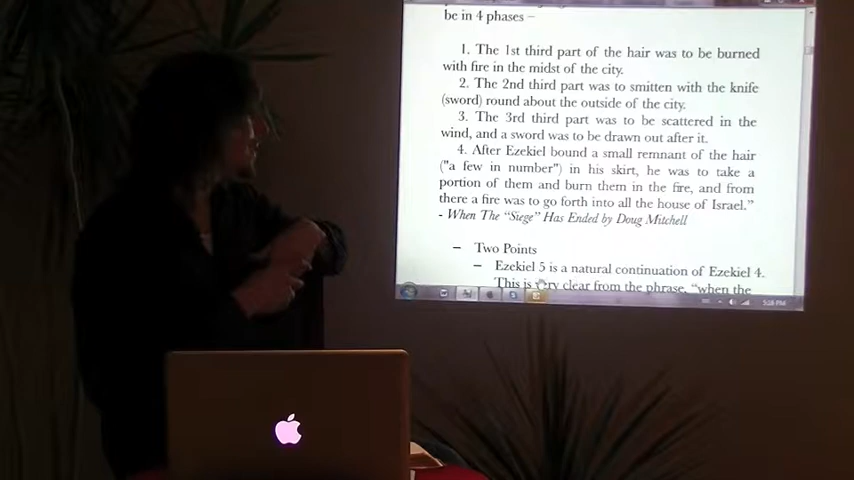 be in 4 phases –
1. The 1st third part of the hair was to be burned
with fire in the midst of the city.
2. The 2nd third part was to smitten with the knife
(sword) round about the outside of the city.
3. The 3rd third part was to be scattered in the
wind, and a sword was to be drawn out after it.
4. After Ezekiel bound a small remnant of the hair
("a few in number") in his skirt, he was to take a
portion of them and burn them in the fire, and from
there a fire was to go forth into all the house of Israel."
- When The "Siege" Has Ended by Doug Mitchell
– Two Points
– Ezekiel 5 is a natural continuation of Ezekiel 4.
This is very clear from the phrase, "when the
5:16 PM